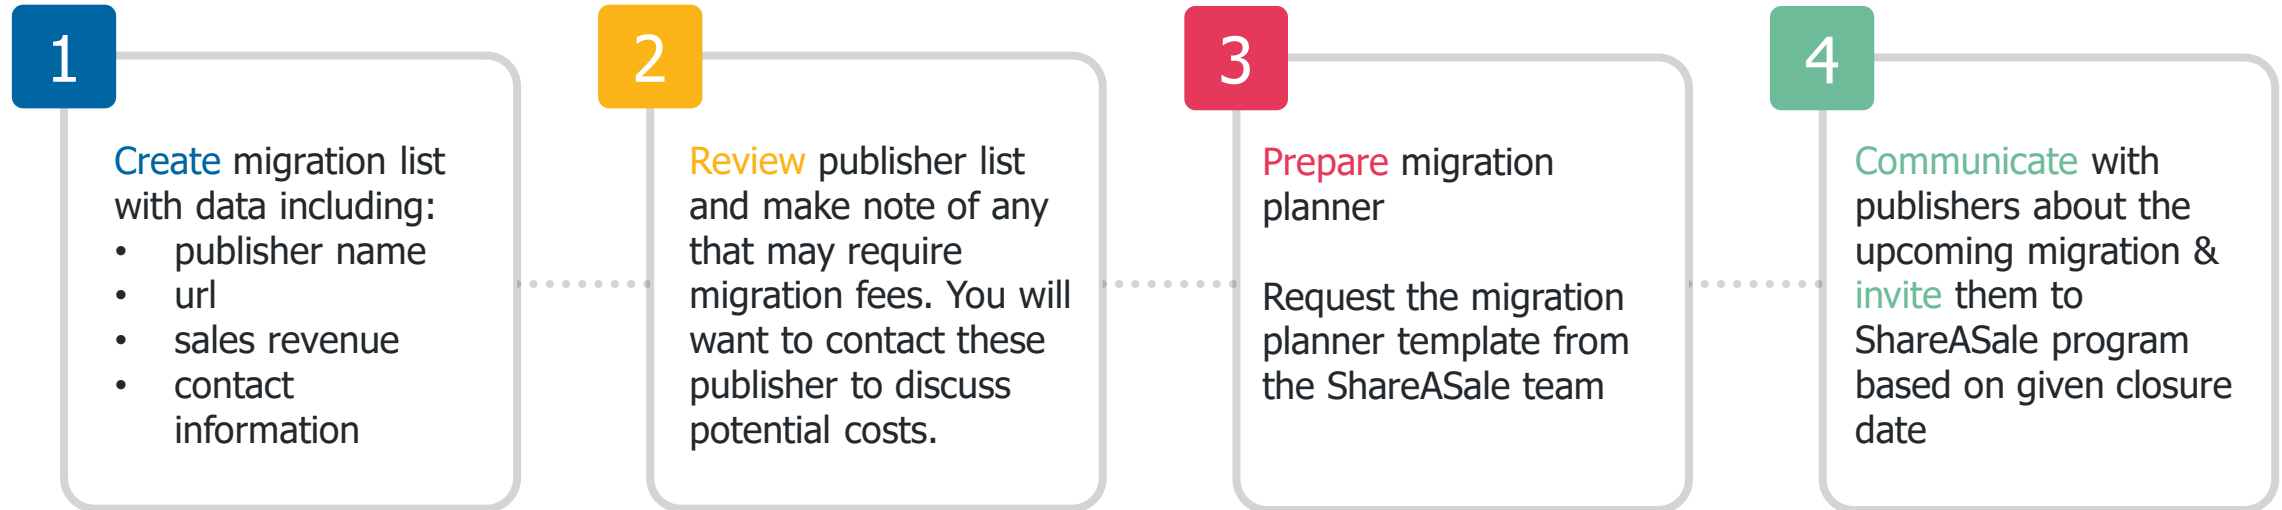 1
Create migration list
with data including:
• publisher name
• url
• sales revenue
• contact
information
2
Review publisher list
and make note of any
that may require
migration fees. You will
want to contact these
publisher to discuss
potential costs.
3
Prepare migration
planner
Request the migration
planner template from
the ShareASale team
4
Communicate with
publishers about the
upcoming migration &
invite them to
ShareASale program
based on given closure
date